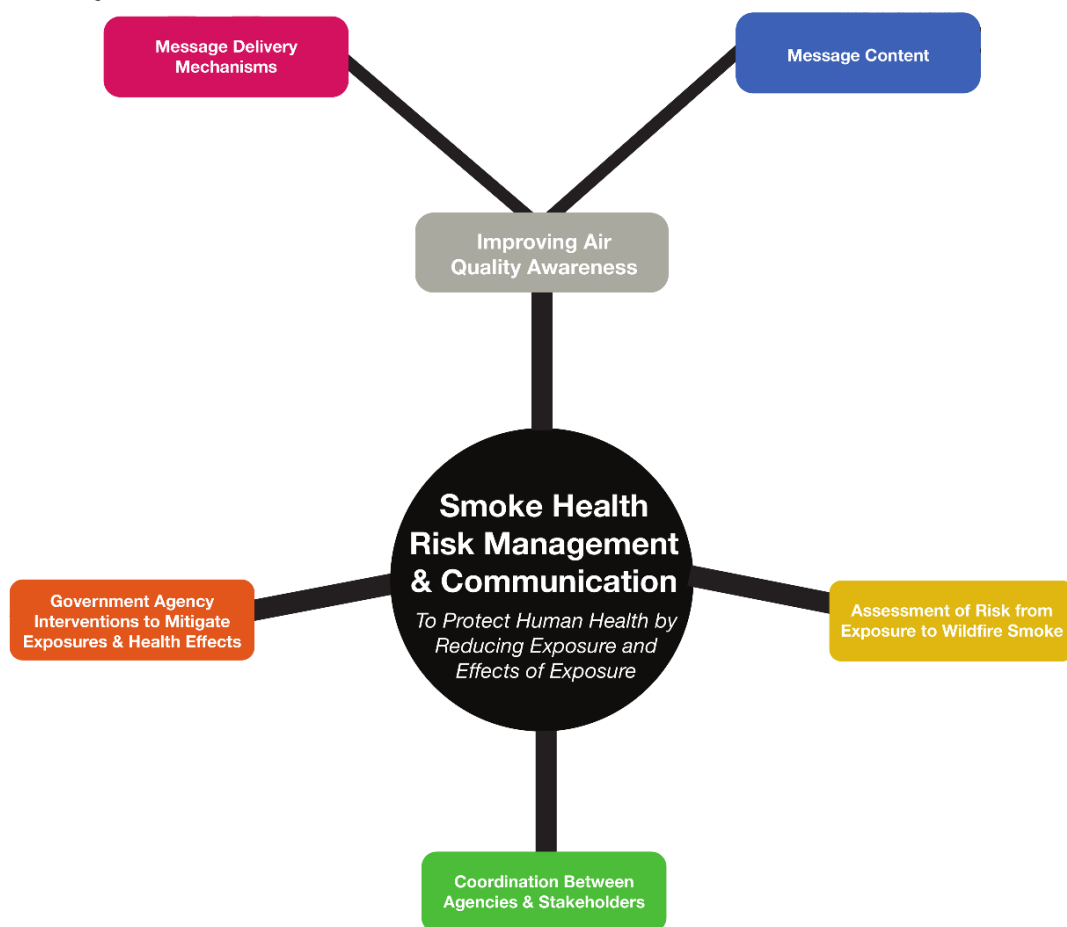 Message Delivery
Mechanisms
Message Content
Improving Air
Quality Awareness
Smoke Health
Risk Management
& Communication
To Protect Human Health by
Reducing Exposure and
Effects of Exposure
Government Agency
Interventions to Mitigate
Exposures & Health Effects
Assessment of Risk from
Exposure to Wildfire Smoke
Coordination Between
Agencies & Stakeholders